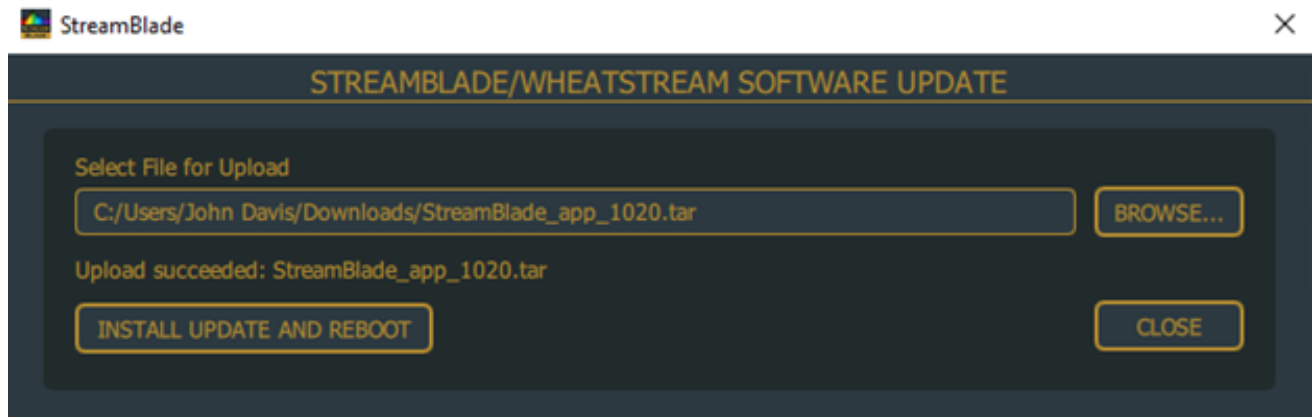 StreamBlade
STREAMBLADE/WHEATSTREAM SOFTWARE UPDATE
Select File for Upload
C:/Users/John Davis/Downloads/StreamBlade_app_1020.tar
BROWSE...
Upload succeeded: StreamBlade_app_1020.tar
INSTALL UPDATE AND REBOOT
CLOSE